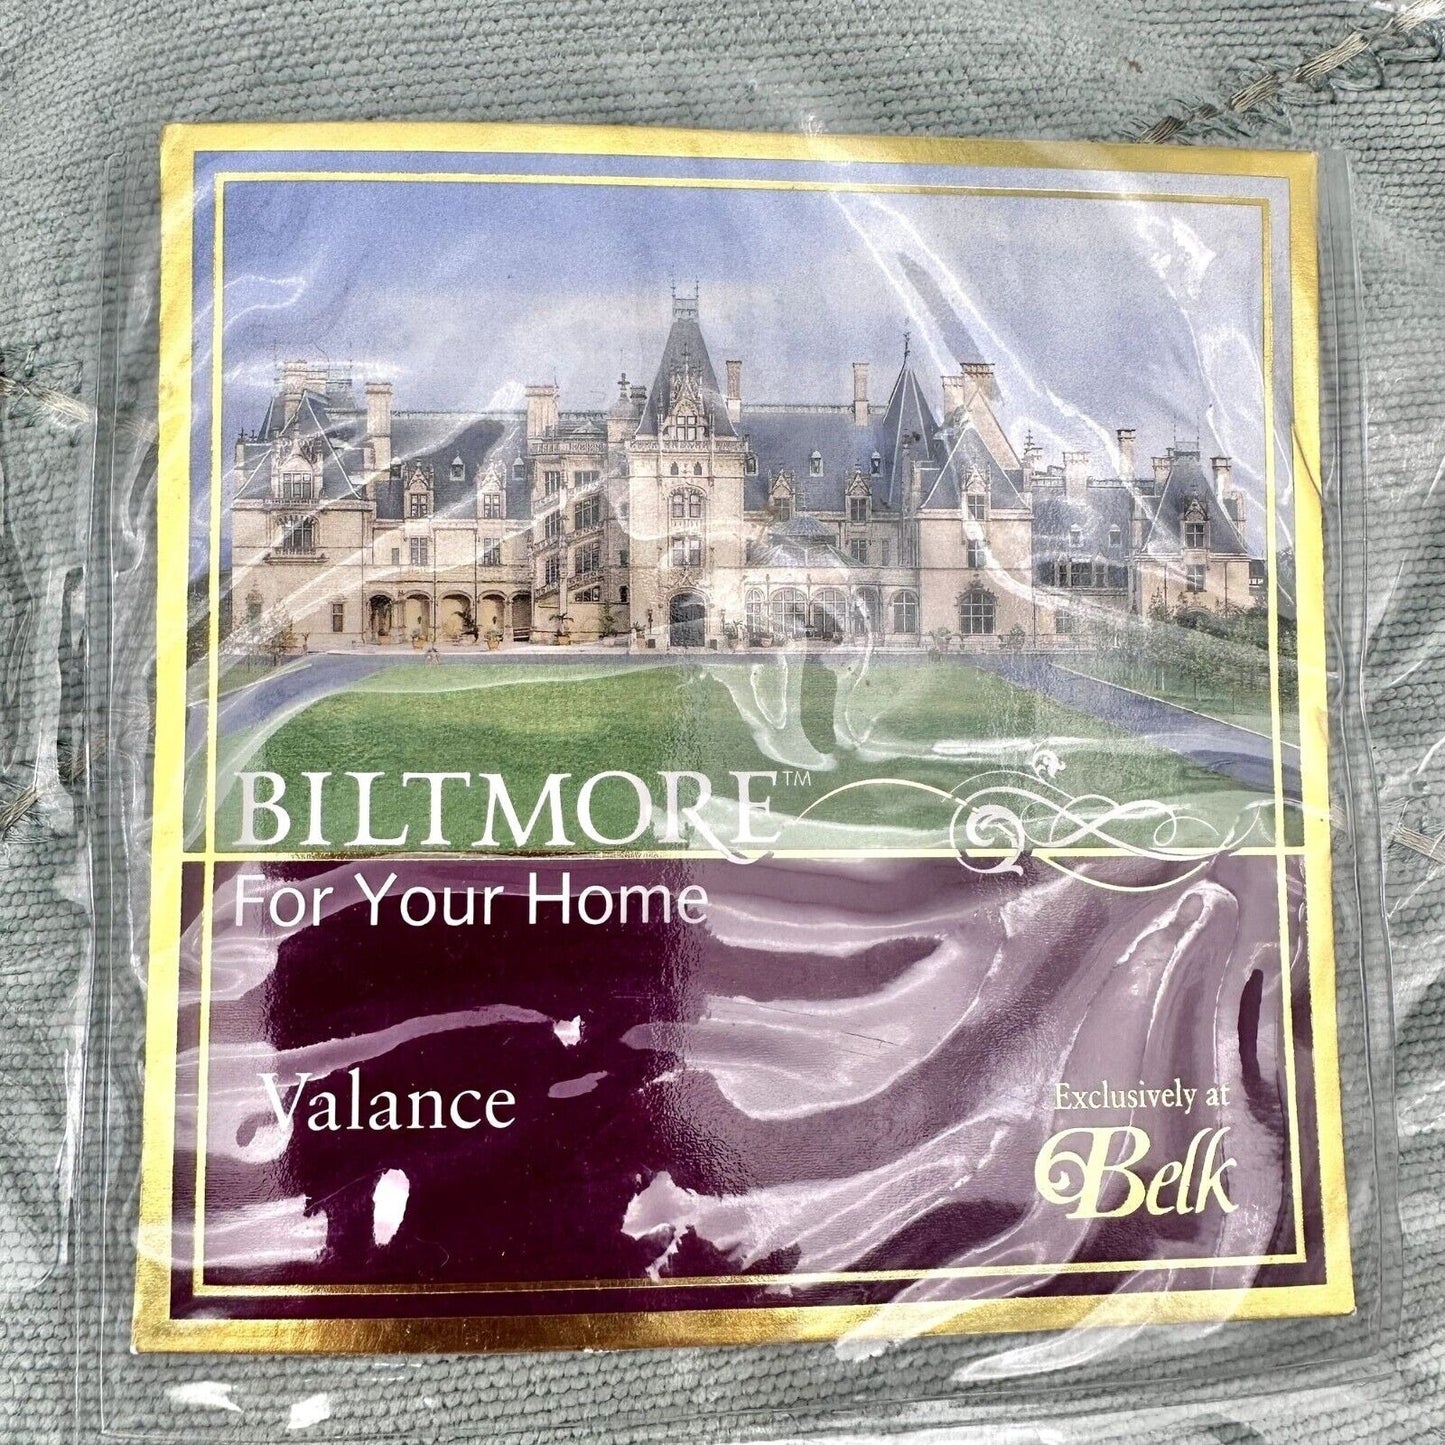 BILTMORE™
For Your Home
Valance
Exclusively at
Belk